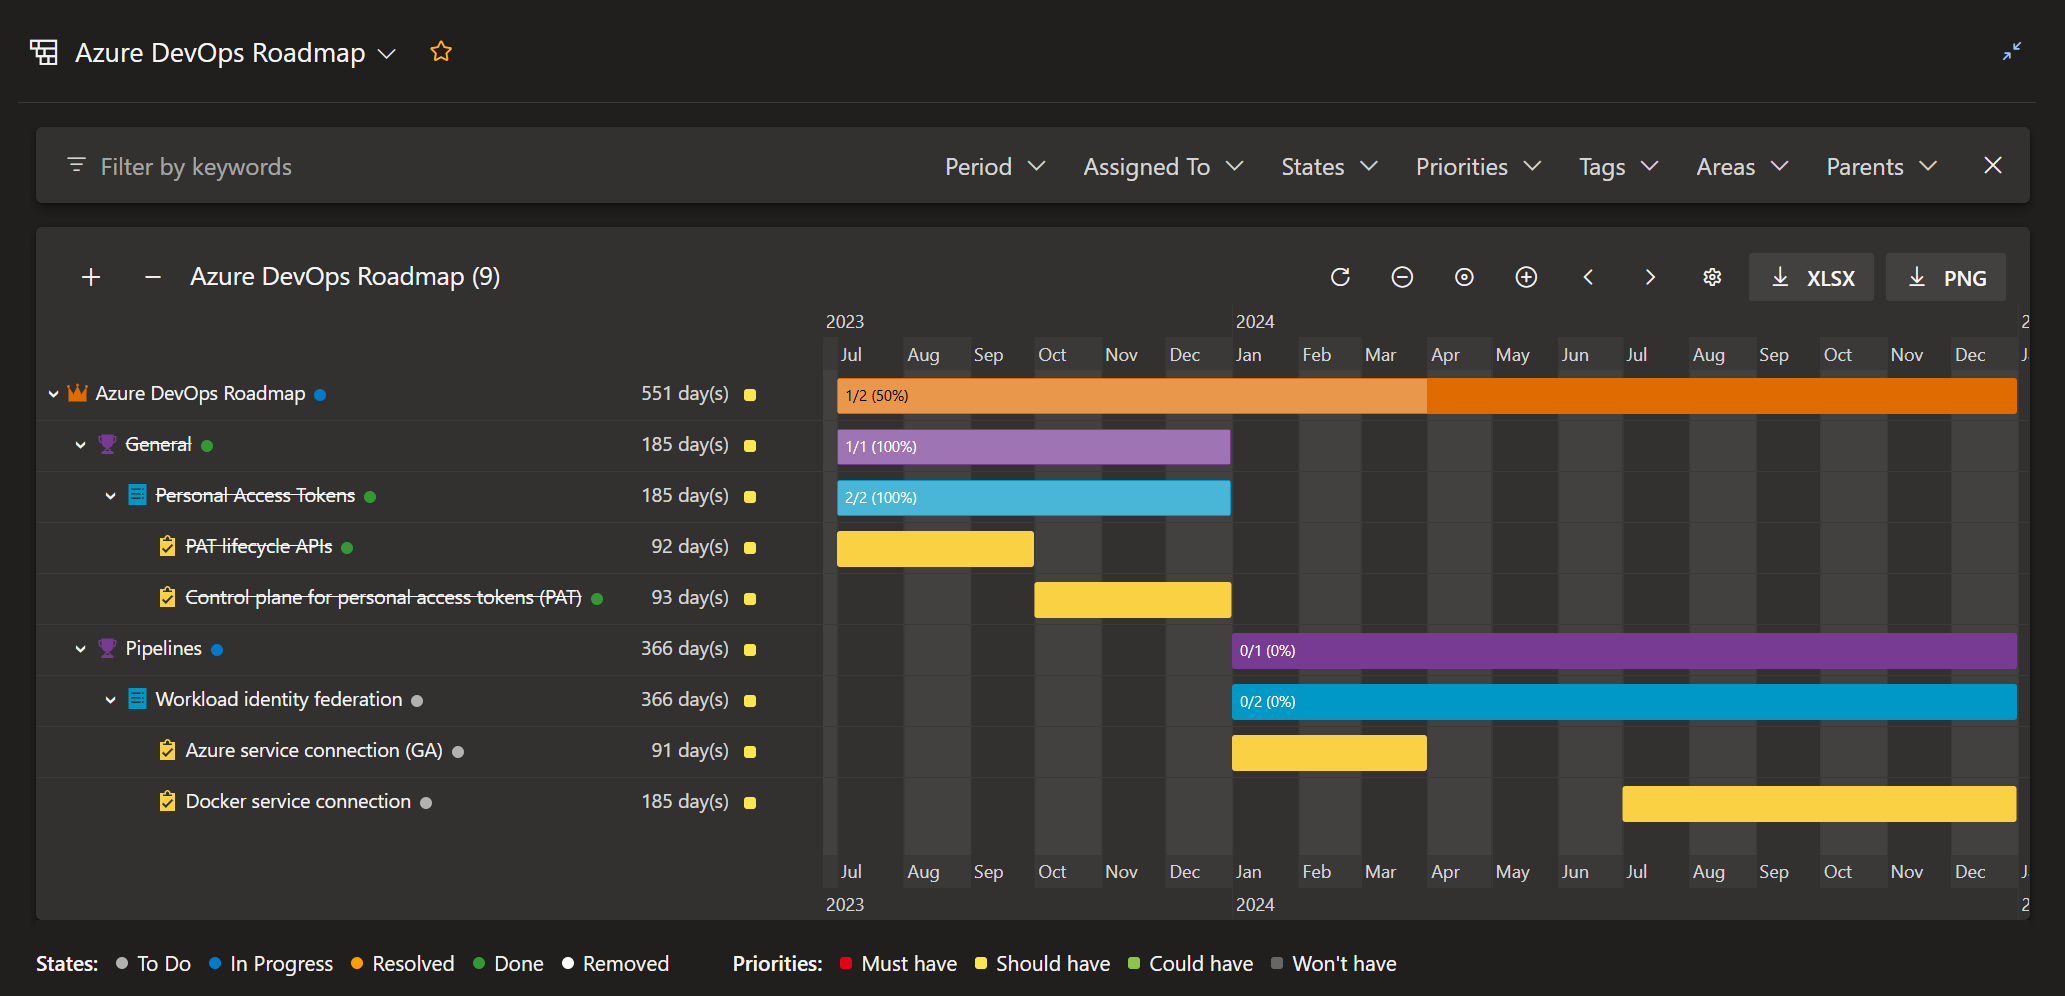 Azure DevOps Roadmap
Filter by keywords Period Assigned To States Priorities Tags Areas Parents
Azure DevOps Roadmap (9) XLSX PNG
2023 2024 2
Jul Aug Sep Oct Nov Dec Jan Feb Mar Apr May Jun Jul Aug Sep Oct Nov Dec J
Azure DevOps Roadmap 551 day(s) 1/2 (50%)
General 185 day(s) 1/1 (100%)
Personal Access Tokens 185 day(s) 2/2 (100%)
PAT lifecycle APIs 92 day(s)
Control plane for personal access tokens (PAT) 93 day(s)
Pipelines 366 day(s) 0/1 (0%)
Workload identity federation 366 day(s) 0/2 (0%)
Azure service connection (GA) 91 day(s)
Docker service connection 185 day(s)
Jul Aug Sep Oct Nov Dec Jan Feb Mar Apr May Jun Jul Aug Sep Oct Nov Dec J
2023 2024 2
States: To Do In Progress Resolved Done Removed Priorities: Must have Should have Could have Won't have